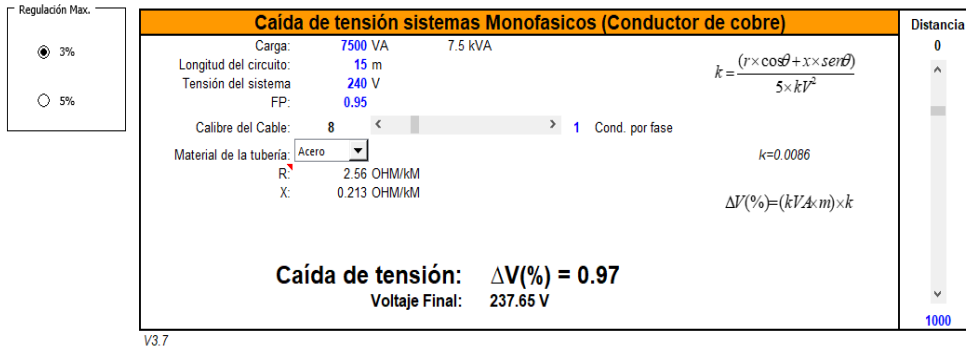 Regulación Max.
3%
5%
Caída de tensión sistemas Monofasicos (Conductor de cobre)
Carga: 7500 VA 7.5 kVA
Longitud del circuito: 15 m
Tensión del sistema 240 V
FP: 0.95
k = (r×cosθ+x×senθ) / 5×kV²
Calibre del Cable: 8 1 Cond. por fase
Material de la tubería: Acero
k=0.0086
R: 2.56 OHM/kM
X: 0.213 OHM/kM
ΔV(%)=(kVA×m)×k
Caída de tensión: ΔV(%) = 0.97
Voltaje Final: 237.65 V
Distancia
0
1000
V3.7